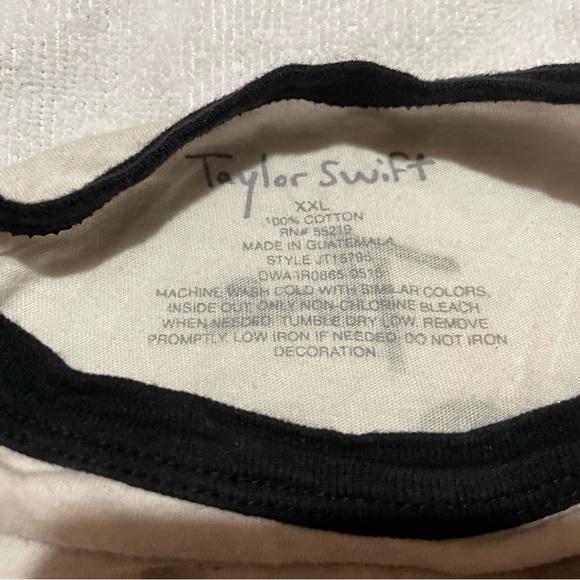 Taylor Swift
XXL
100% COTTON
RN# 55219
MADE IN GUATEMALA
STYLE JT15795
DWA1R0865-0515
MACHINE WASH COLD WITH SIMILAR COLORS,
INSIDE OUT. ONLY NON-CHLORINE BLEACH
WHEN NEEDED. TUMBLE DRY LOW. REMOVE
PROMPTLY. LOW IRON IF NEEDED. DO NOT IRON
DECORATION.